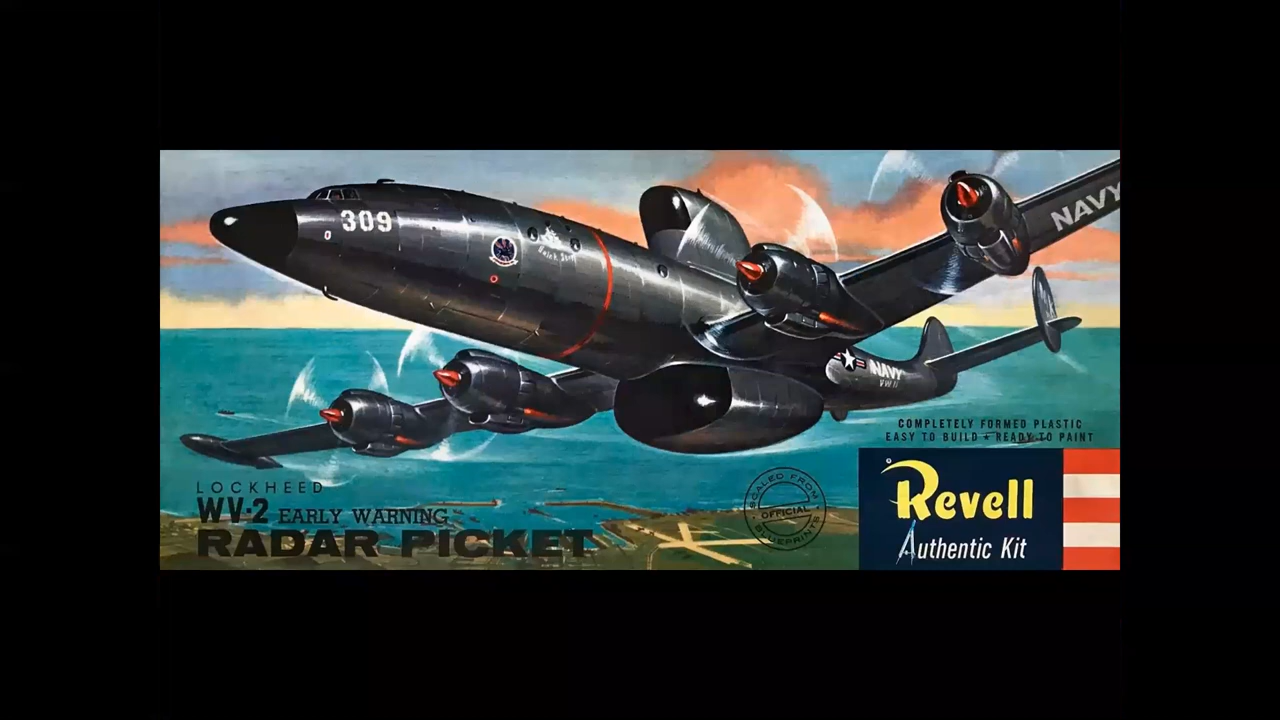 309
NAVY
NAVY
VW-11
COMPLETELY FORMED PLASTIC
EASY TO BUILD ★ READY TO PAINT
LOCKHEED
WV-2 EARLY WARNING
RADAR PICKET
SCALED FROM
OFFICIAL
BLUEPRINTS
Revell
Authentic Kit